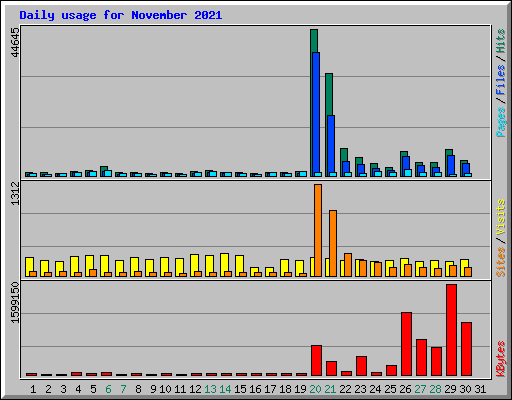 Daily usage for November 2021
44645
1312
1599150
Pages / Files / Hits
Sites / Visits
KBytes
1 2 3 4 5 6 7 8 9 10 11 12 13 14 15 16 17 18 19 20 21 22 23 24 25 26 27 28 29 30 31